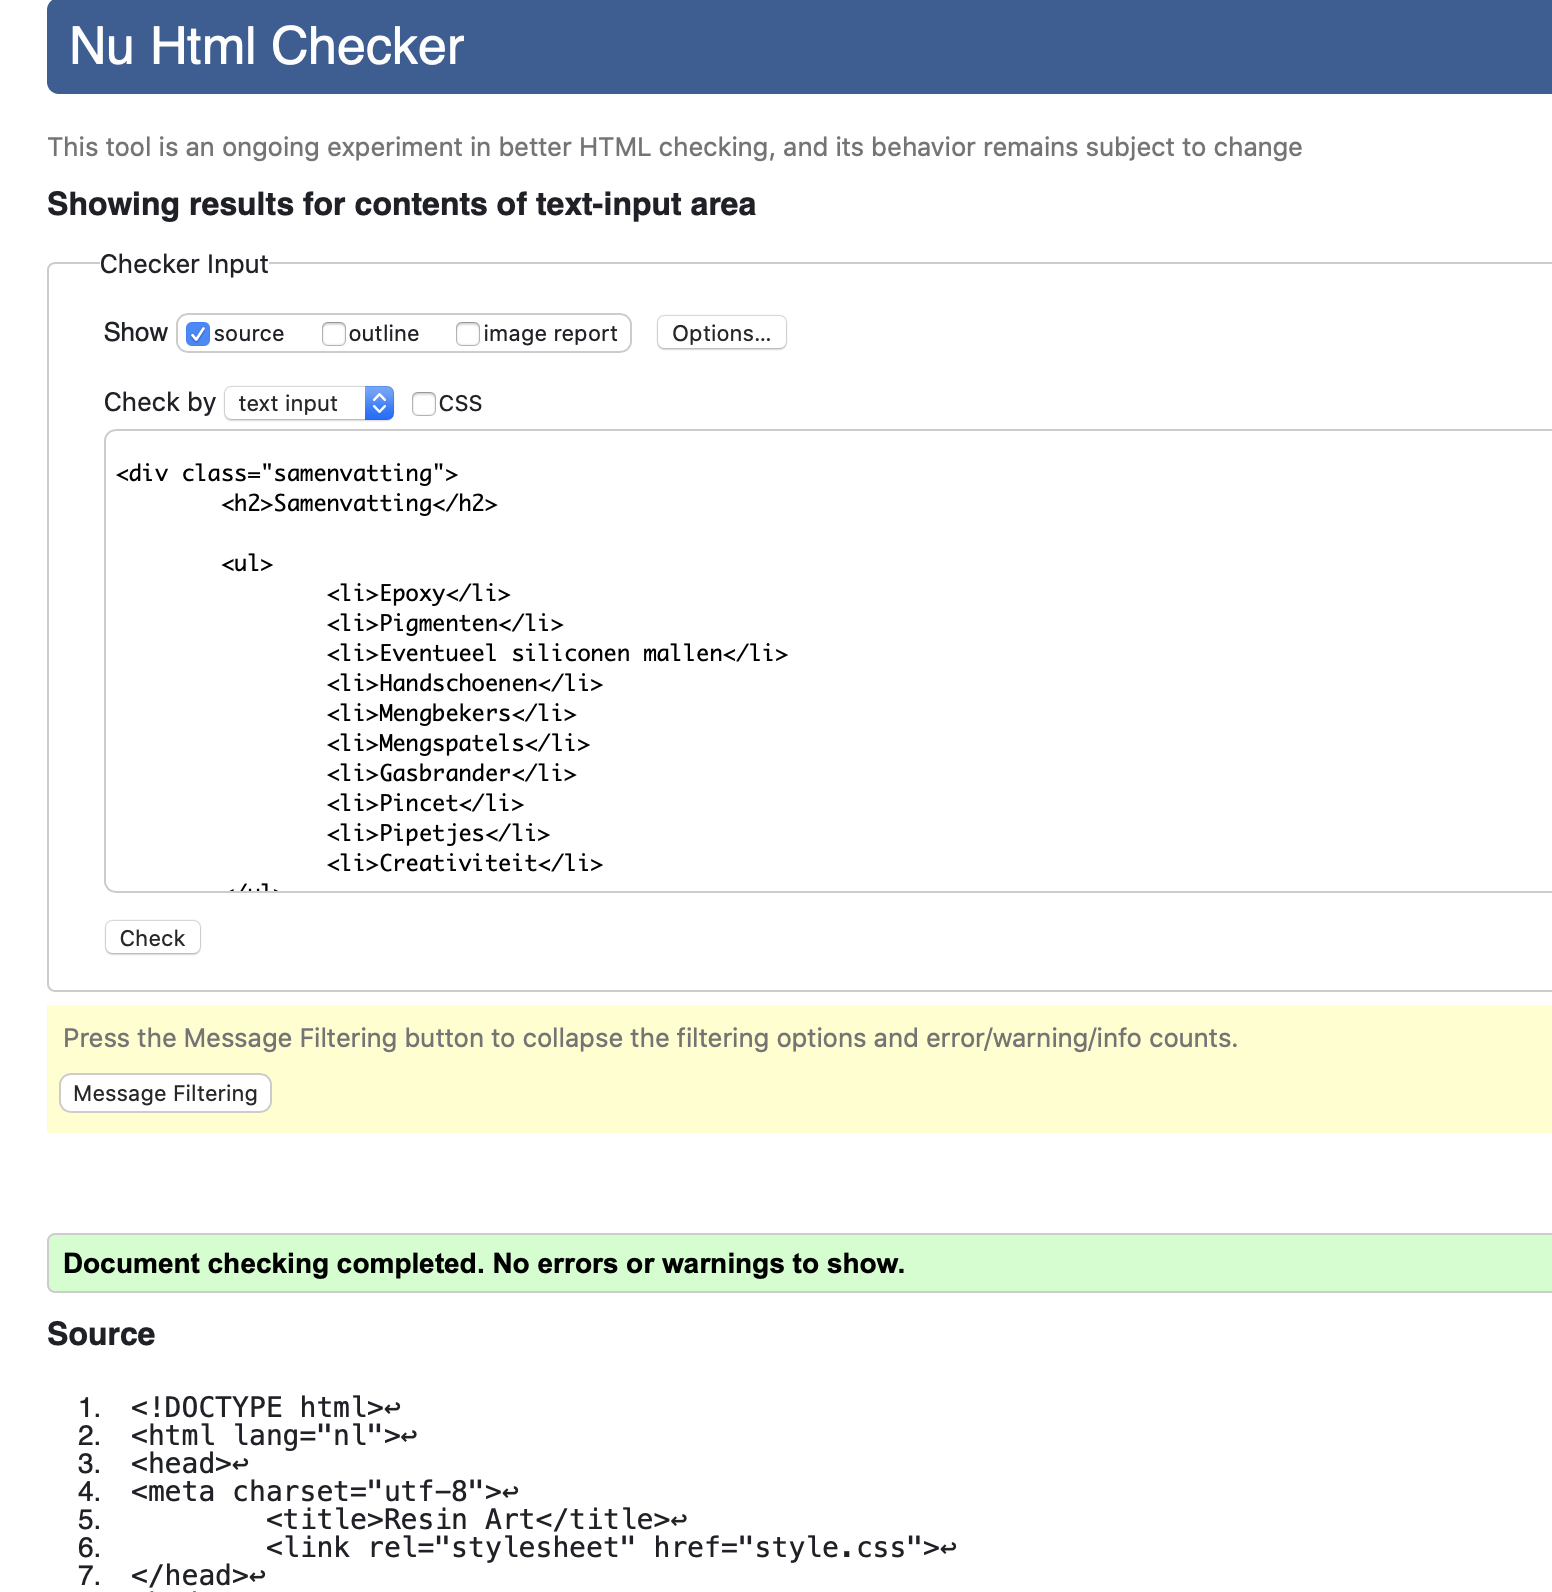 Nu Html Checker
This tool is an ongoing experiment in better HTML checking, and its behavior remains subject to change
Showing results for contents of text-input area
Checker Input
Show source outline image report Options...
Check by text input CSS
<div class="samenvatting">
<h2>Samenvatting</h2>
<ul>
<li>Epoxy</li>
<li>Pigmenten</li>
<li>Eventueel siliconen mallen</li>
<li>Handschoenen</li>
<li>Mengbekers</li>
<li>Mengspatels</li>
<li>Gasbrander</li>
<li>Pincet</li>
<li>Pipetjes</li>
<li>Creativiteit</li>
</ul>
Check
Press the Message Filtering button to collapse the filtering options and error/warning/info counts.
Message Filtering
Document checking completed. No errors or warnings to show.
Source
1. <!DOCTYPE html>↩
2. <html lang="nl">↩
3. <head>↩
4. <meta charset="utf-8">↩
5. <title>Resin Art</title>↩
6. <link rel="stylesheet" href="style.css">↩
7. </head>↩